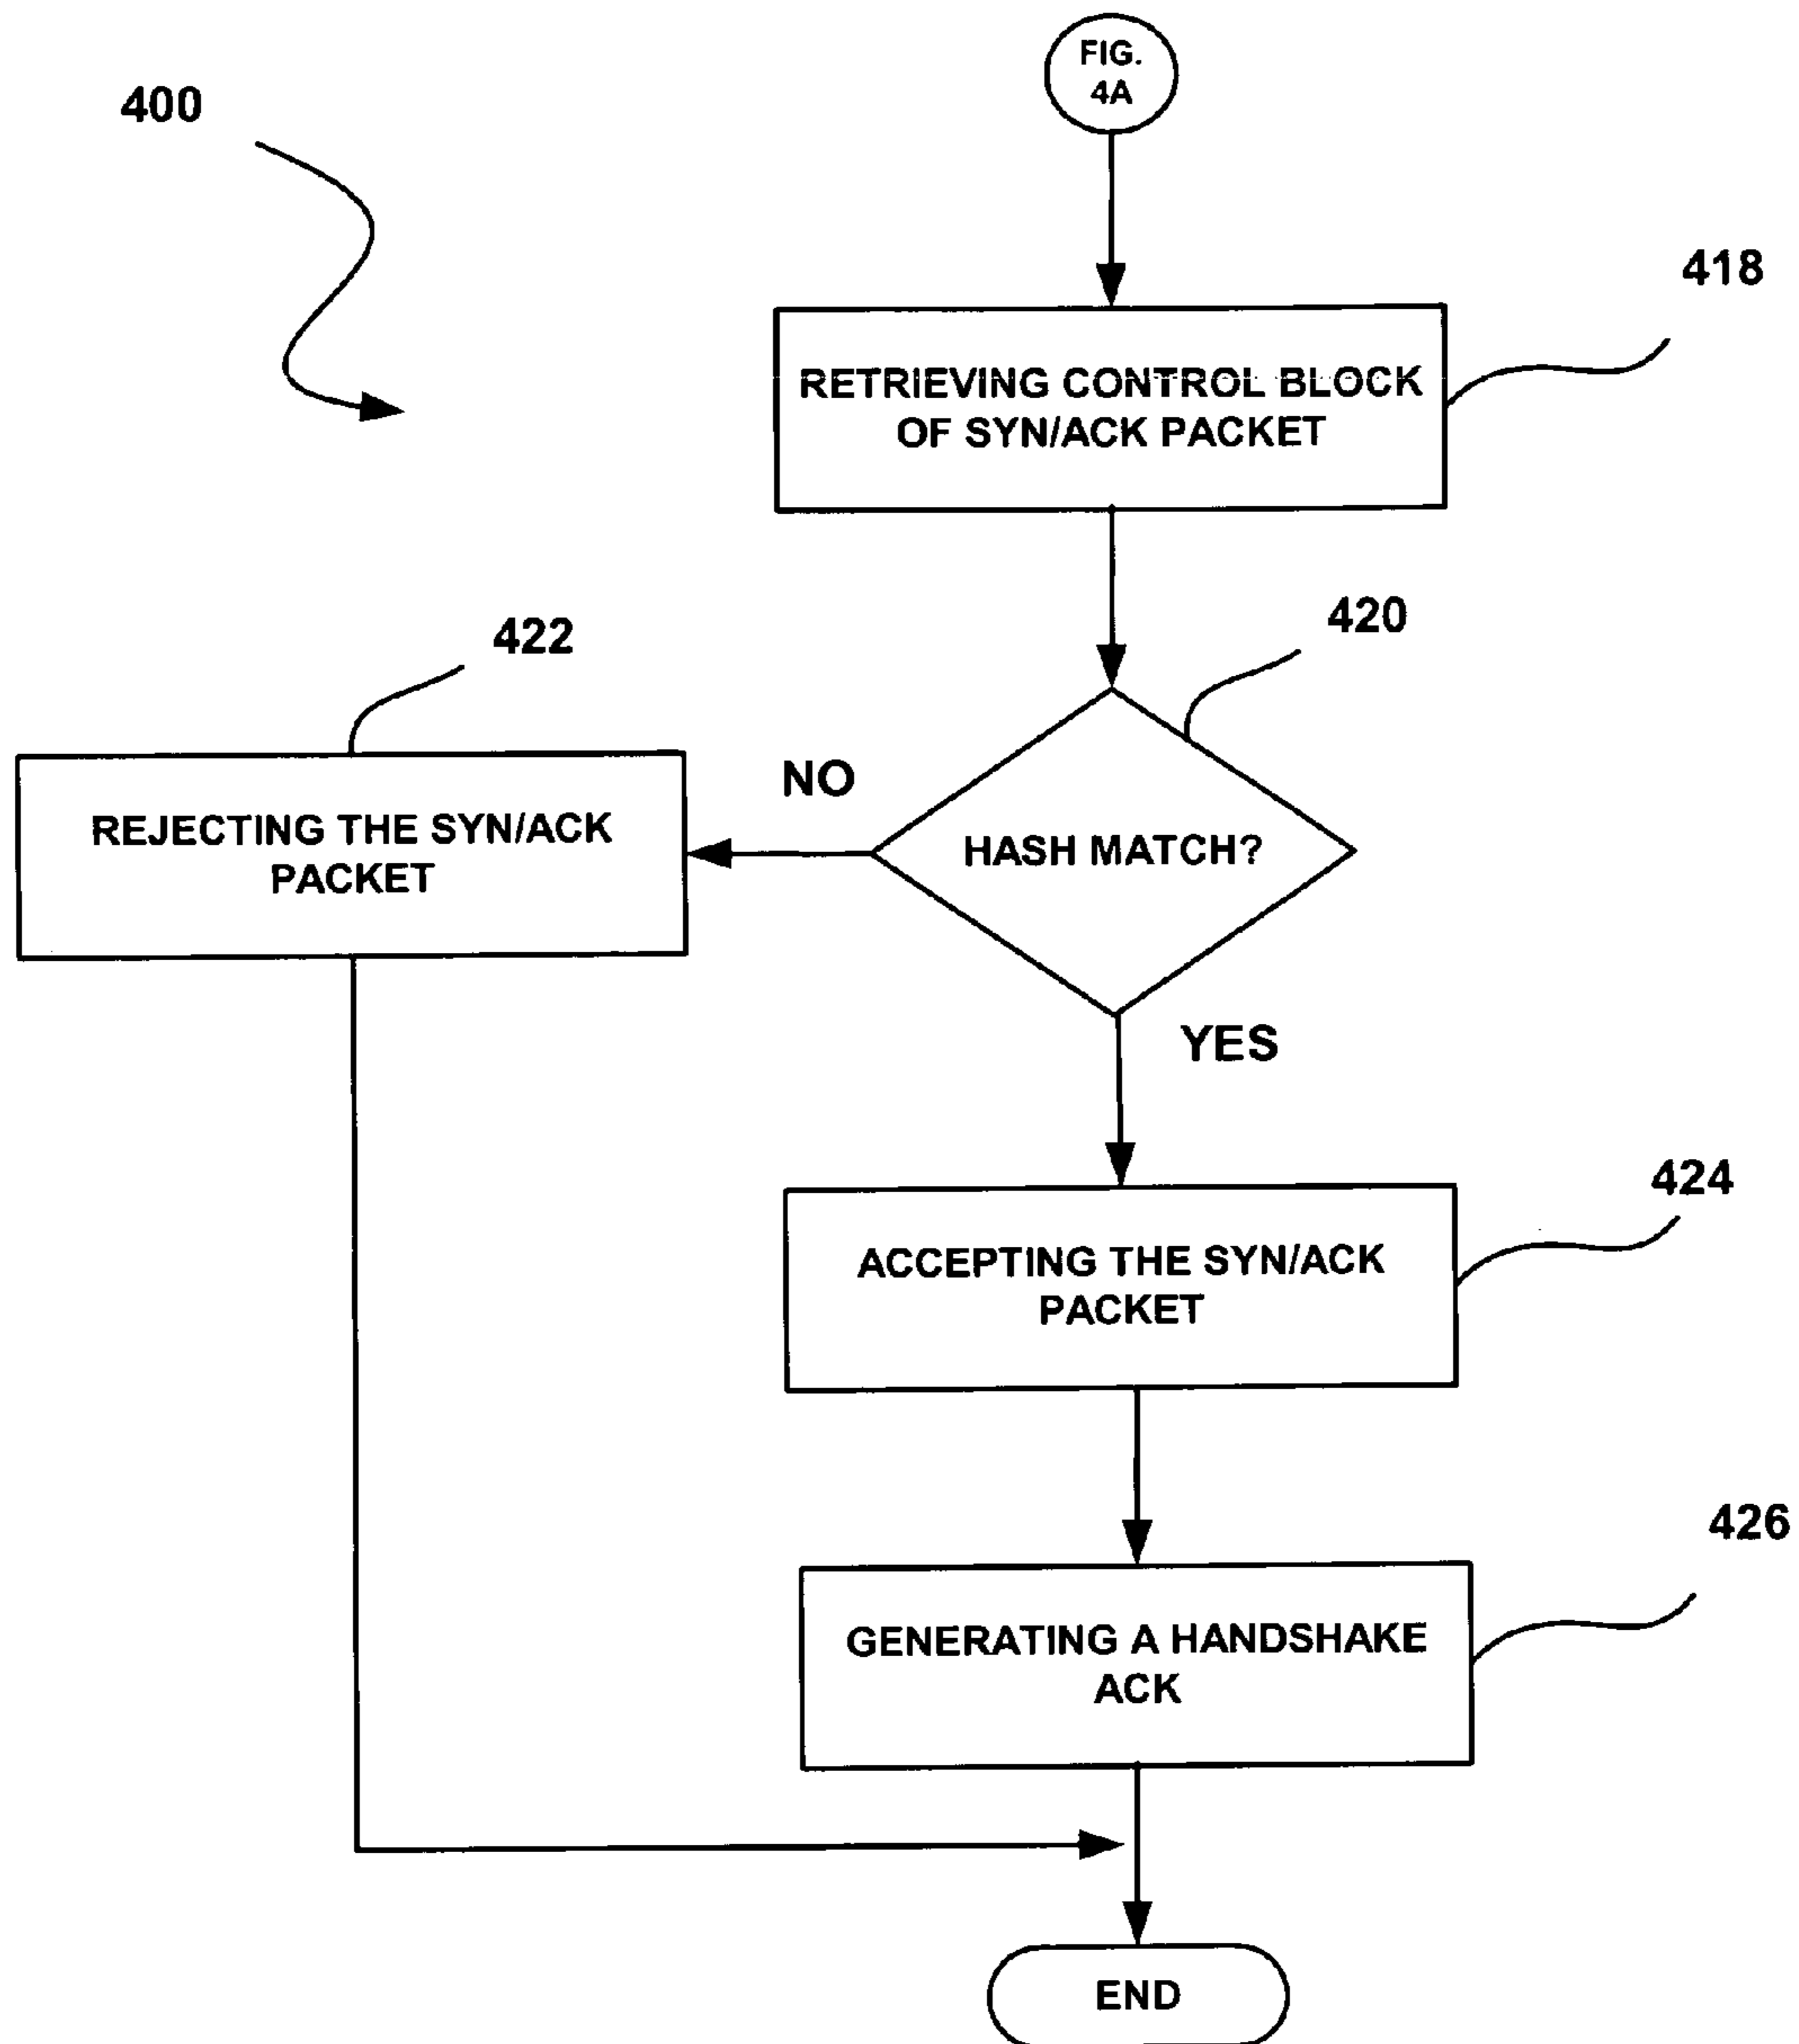 FIG.
4A
400
418
RETRIEVING CONTROL BLOCK
OF SYN/ACK PACKET
420
422
NO
HASH MATCH?
REJECTING THE SYN/ACK
PACKET
YES
424
ACCEPTING THE SYN/ACK
PACKET
426
GENERATING A HANDSHAKE
ACK
END